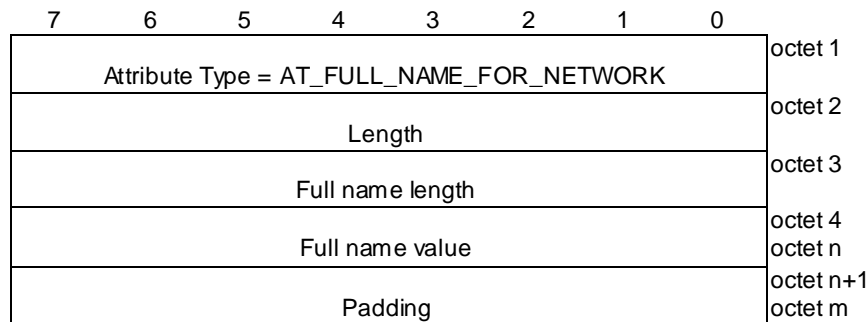 7 6 5 4 3 2 1 0
octet 1
Attribute Type = AT_FULL_NAME_FOR_NETWORK
octet 2
Length
octet 3
Full name length
octet 4
Full name value octet n
octet n+1
Padding octet m